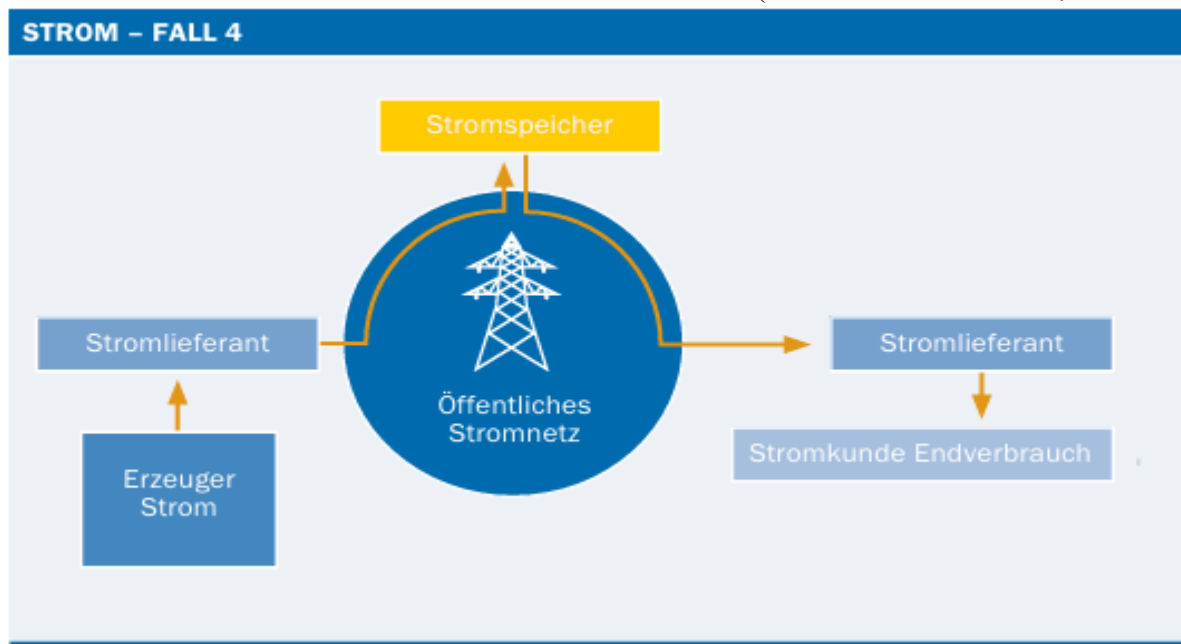 STROM – FALL 4
Stromspeicher
Stromlieferant
Stromlieferant
Öffentliches
Stromnetz
Erzeuger
Strom
Stromkunde Endverbrauch